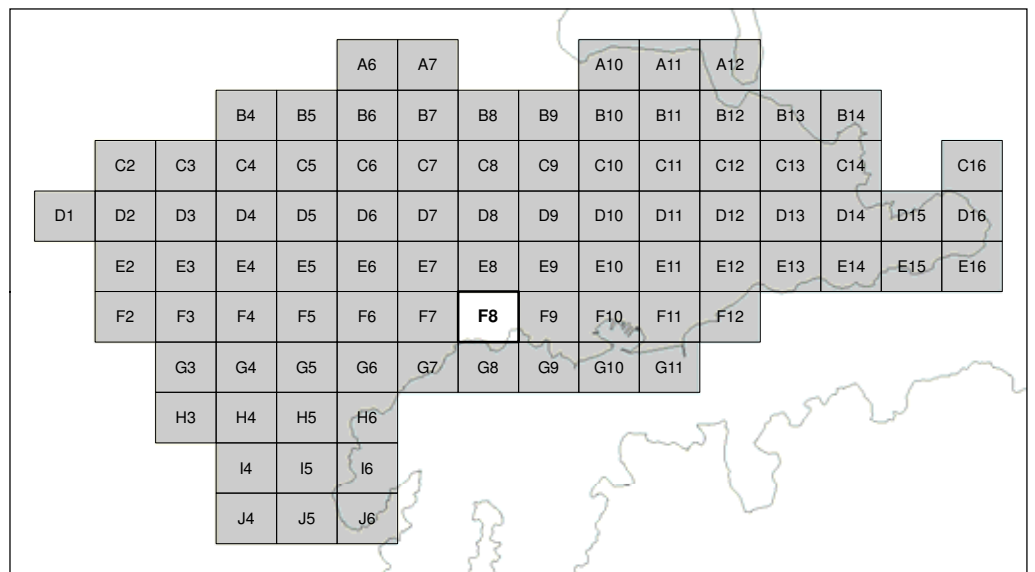 A6 A7 A10 A11 A12
B4 B5 B6 B7 B8 B9 B10 B11 B12 B13 B14
C2 C3 C4 C5 C6 C7 C8 C9 C10 C11 C12 C13 C14 C16
D1 D2 D3 D4 D5 D6 D7 D8 D9 D10 D11 D12 D13 D14 D15 D16
E2 E3 E4 E5 E6 E7 E8 E9 E10 E11 E12 E13 E14 E15 E16
F2 F3 F4 F5 F6 F7 F8 F9 F10 F11 F12
G3 G4 G5 G6 G7 G8 G9 G10 G11
H3 H4 H5 H6
I4 I5 I6
J4 J5 J6